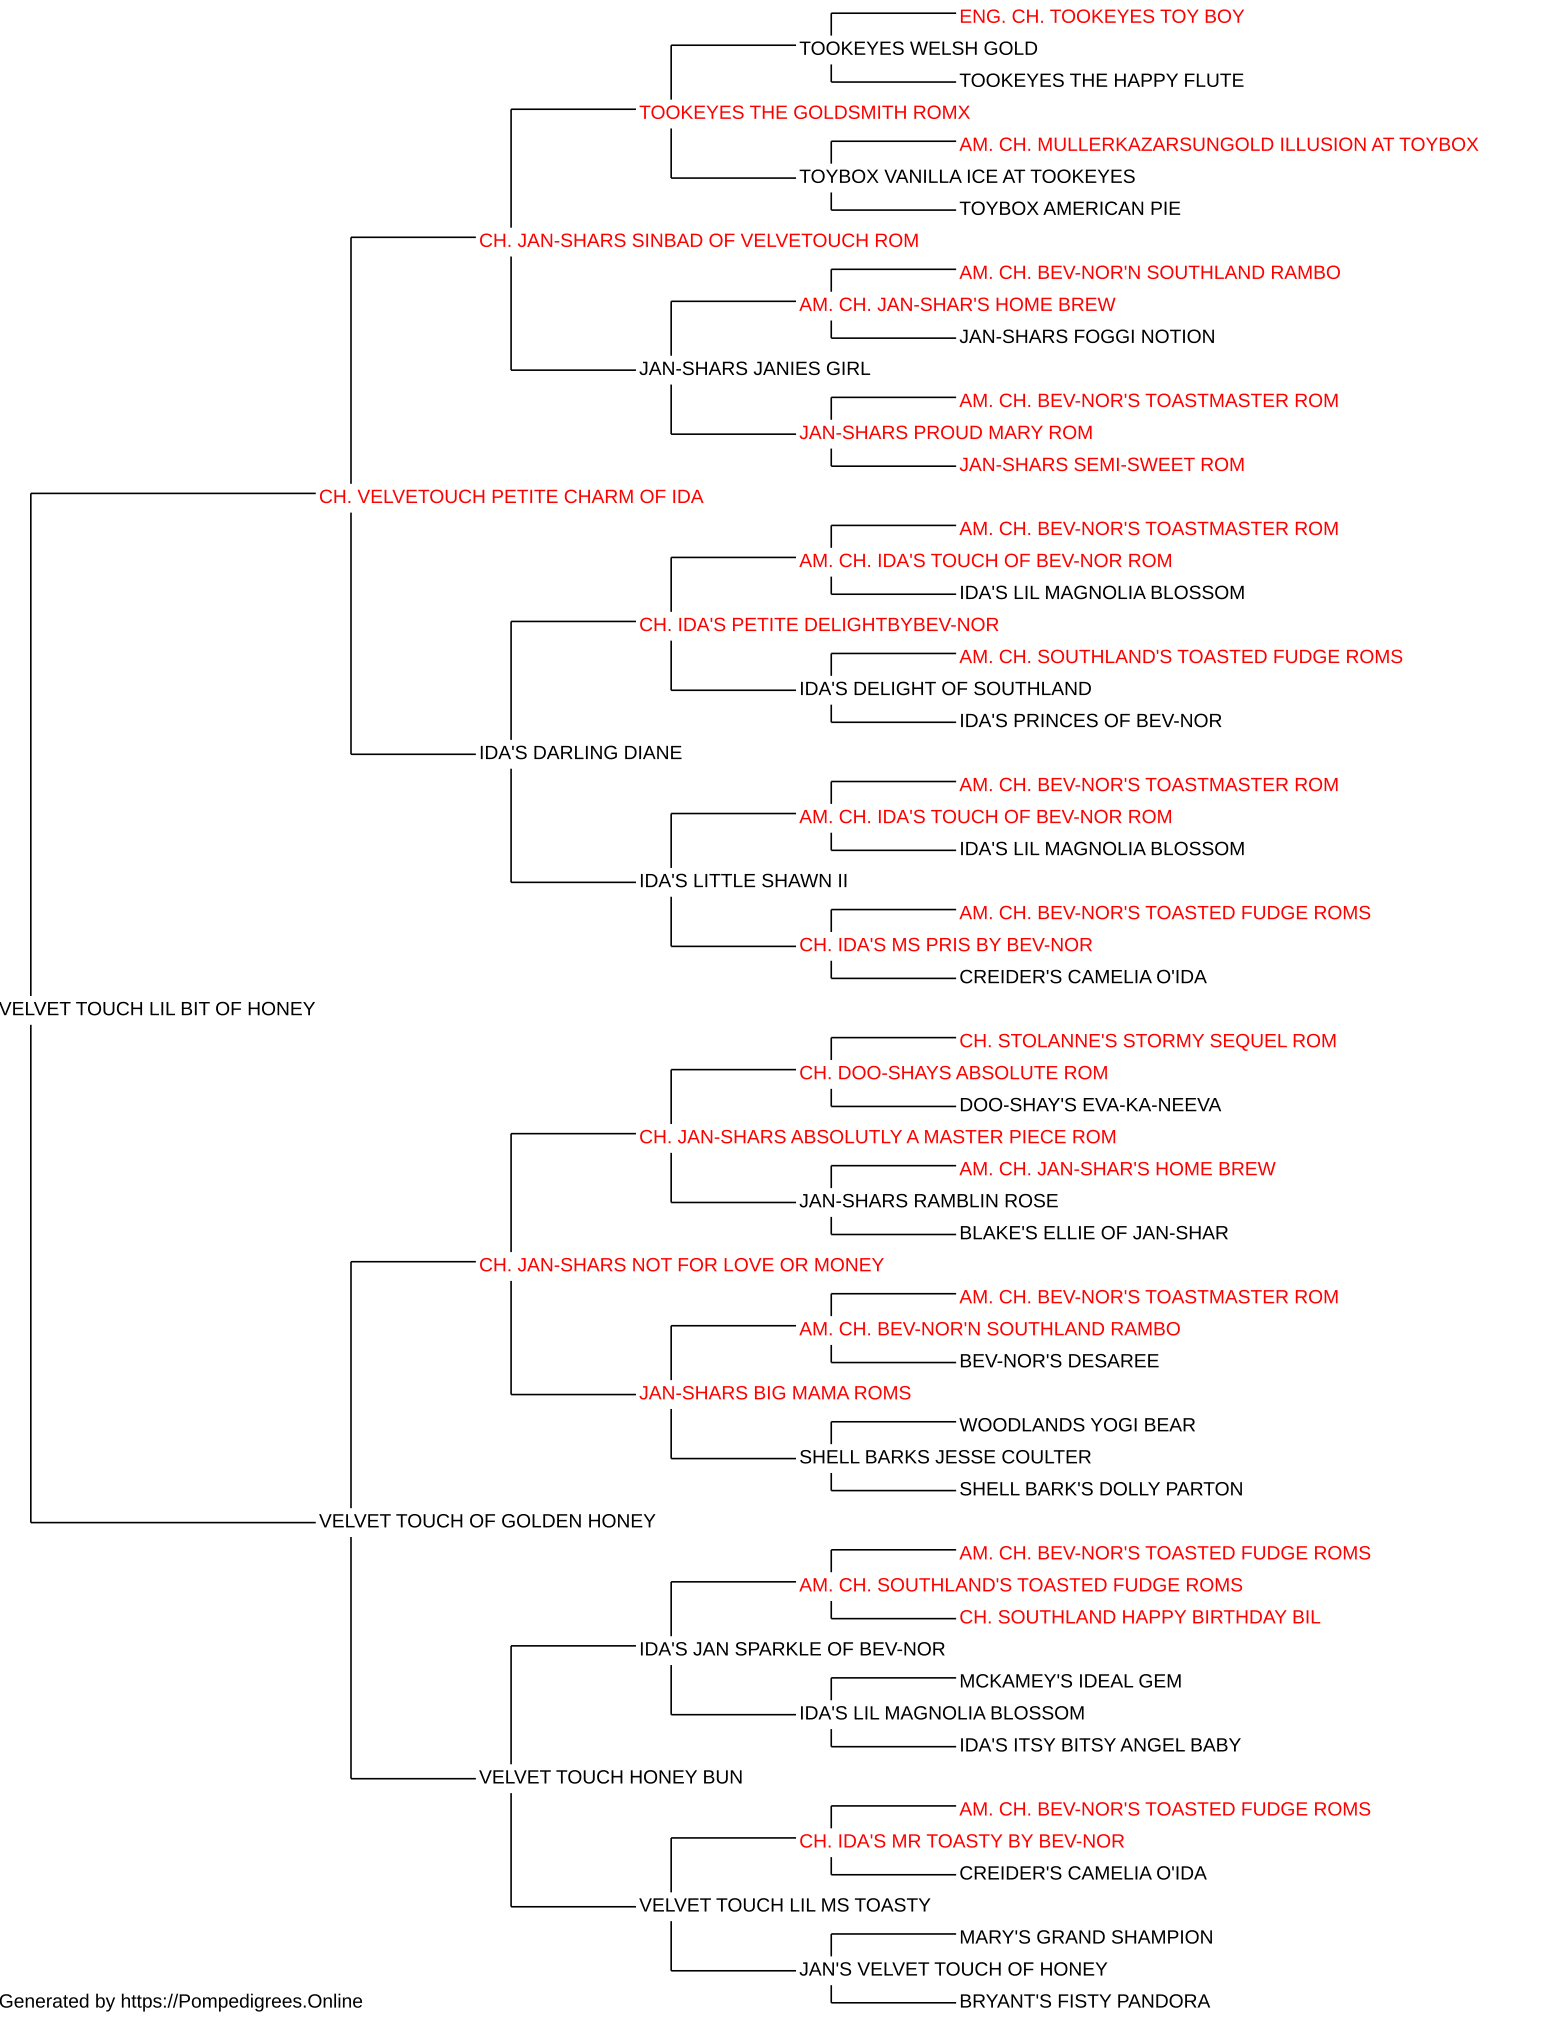 ENG. CH. TOOKEYES TOY BOY
TOOKEYES WELSH GOLD
TOOKEYES THE HAPPY FLUTE
TOOKEYES THE GOLDSMITH ROMX
AM. CH. MULLERKAZARSUNGOLD ILLUSION AT TOYBOX
TOYBOX VANILLA ICE AT TOOKEYES
TOYBOX AMERICAN PIE
CH. JAN-SHARS SINBAD OF VELVETOUCH ROM
AM. CH. BEV-NOR'N SOUTHLAND RAMBO
AM. CH. JAN-SHAR'S HOME BREW
JAN-SHARS FOGGI NOTION
JAN-SHARS JANIES GIRL
AM. CH. BEV-NOR'S TOASTMASTER ROM
JAN-SHARS PROUD MARY ROM
JAN-SHARS SEMI-SWEET ROM
CH. VELVETOUCH PETITE CHARM OF IDA
AM. CH. BEV-NOR'S TOASTMASTER ROM
AM. CH. IDA'S TOUCH OF BEV-NOR ROM
IDA'S LIL MAGNOLIA BLOSSOM
CH. IDA'S PETITE DELIGHTBYBEV-NOR
AM. CH. SOUTHLAND'S TOASTED FUDGE ROMS
IDA'S DELIGHT OF SOUTHLAND
IDA'S PRINCES OF BEV-NOR
IDA'S DARLING DIANE
AM. CH. BEV-NOR'S TOASTMASTER ROM
AM. CH. IDA'S TOUCH OF BEV-NOR ROM
IDA'S LIL MAGNOLIA BLOSSOM
IDA'S LITTLE SHAWN II
AM. CH. BEV-NOR'S TOASTED FUDGE ROMS
CH. IDA'S MS PRIS BY BEV-NOR
CREIDER'S CAMELIA O'IDA
VELVET TOUCH LIL BIT OF HONEY
CH. STOLANNE'S STORMY SEQUEL ROM
CH. DOO-SHAYS ABSOLUTE ROM
DOO-SHAY'S EVA-KA-NEEVA
CH. JAN-SHARS ABSOLUTLY A MASTER PIECE ROM
AM. CH. JAN-SHAR'S HOME BREW
JAN-SHARS RAMBLIN ROSE
BLAKE'S ELLIE OF JAN-SHAR
CH. JAN-SHARS NOT FOR LOVE OR MONEY
AM. CH. BEV-NOR'S TOASTMASTER ROM
AM. CH. BEV-NOR'N SOUTHLAND RAMBO
BEV-NOR'S DESAREE
JAN-SHARS BIG MAMA ROMS
WOODLANDS YOGI BEAR
SHELL BARKS JESSE COULTER
SHELL BARK'S DOLLY PARTON
VELVET TOUCH OF GOLDEN HONEY
AM. CH. BEV-NOR'S TOASTED FUDGE ROMS
AM. CH. SOUTHLAND'S TOASTED FUDGE ROMS
CH. SOUTHLAND HAPPY BIRTHDAY BIL
IDA'S JAN SPARKLE OF BEV-NOR
MCKAMEY'S IDEAL GEM
IDA'S LIL MAGNOLIA BLOSSOM
IDA'S ITSY BITSY ANGEL BABY
VELVET TOUCH HONEY BUN
AM. CH. BEV-NOR'S TOASTED FUDGE ROMS
CH. IDA'S MR TOASTY BY BEV-NOR
CREIDER'S CAMELIA O'IDA
VELVET TOUCH LIL MS TOASTY
MARY'S GRAND SHAMPION
JAN'S VELVET TOUCH OF HONEY
BRYANT'S FISTY PANDORA
Generated by https://Pompedigrees.Online